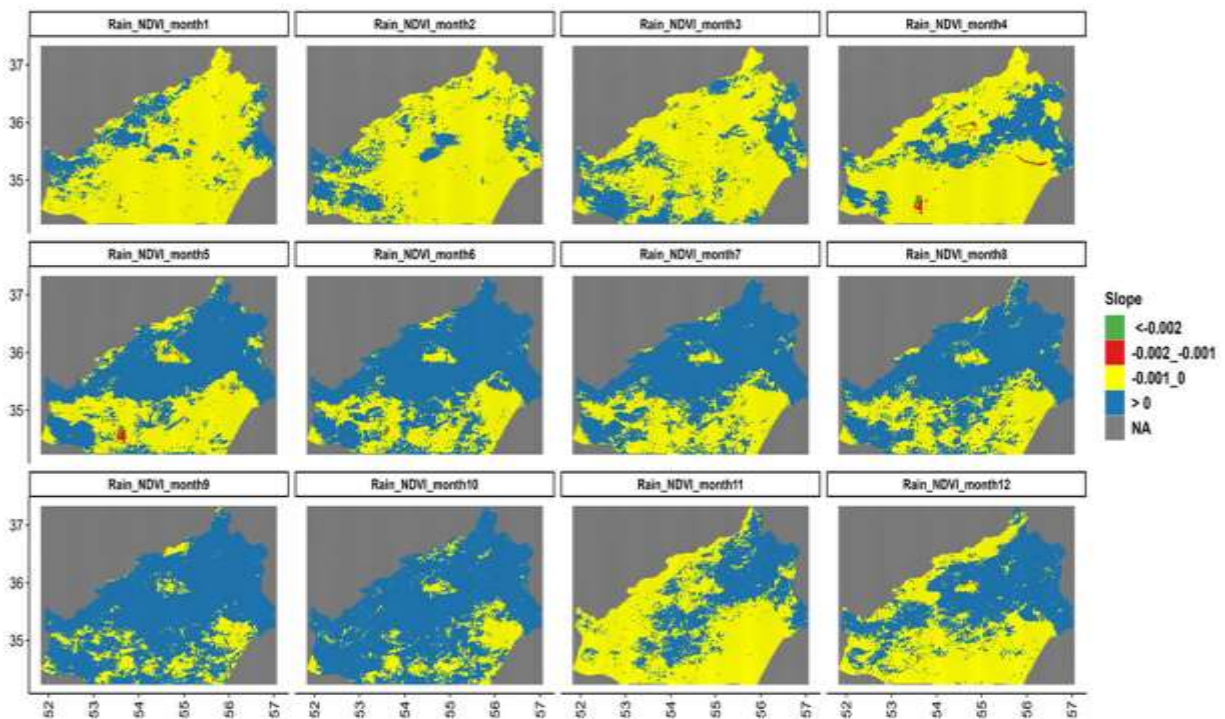 Rain_NDVI_month1 Rain_NDVI_month2 Rain_NDVI_month3 Rain_NDVI_month4
37
36
35
Rain_NDVI_month5 Rain_NDVI_month6 Rain_NDVI_month7 Rain_NDVI_month8
37
36
35
Slope
<-0.002
-0.002_-0.001
-0.001_0
> 0
NA
Rain_NDVI_month9 Rain_NDVI_month10 Rain_NDVI_month11 Rain_NDVI_month12
37
36
35
52 53 54 55 56 57 52 53 54 55 56 57 52 53 54 55 56 57 52 53 54 55 56 57